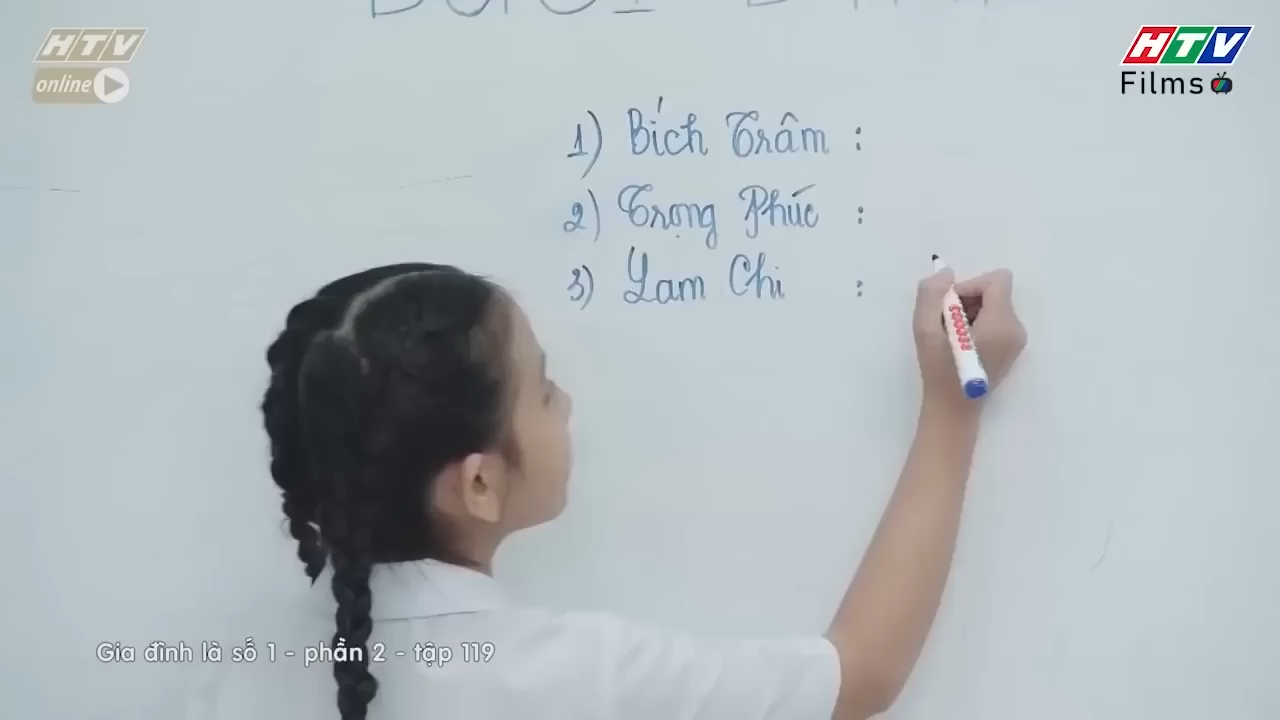 HTV
online
HTV
Films
1) Bích Trâm :
2) Trọng Phúc :
3) Lam Chi :
Gia đình là số 1 - phần 2 - tập 119